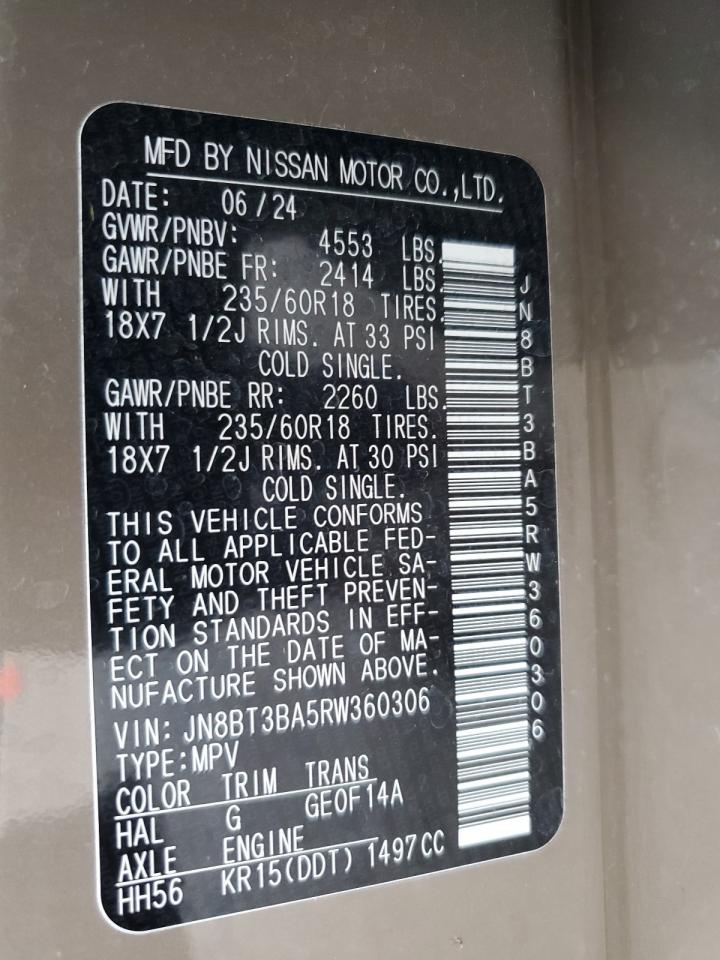 MFD BY NISSAN MOTOR CO.,LTD.
DATE: 06/24
GVWR/PNBV: 4553 LBS.
GAWR/PNBE FR: 2414 LBS.
WITH 235/60R18 TIRES.
18X7 1/2J RIMS. AT 33 PSI
COLD SINGLE.
GAWR/PNBE RR: 2260 LBS.
WITH 235/60R18 TIRES.
18X7 1/2J RIMS. AT 30 PSI
COLD SINGLE.
THIS VEHICLE CONFORMS
TO ALL APPLICABLE FED-
ERAL MOTOR VEHICLE SA-
FETY AND THEFT PREVEN-
TION STANDARDS IN EFF-
ECT ON THE DATE OF MA-
NUFACTURE SHOWN ABOVE.
VIN: JN8BT3BA5RW360306
TYPE:MPV
COLOR TRIM TRANS
HAL G GE0F14A
AXLE ENGINE
HH56 KR15(DDT) 1497CC
JN8BT3BA5RW360306